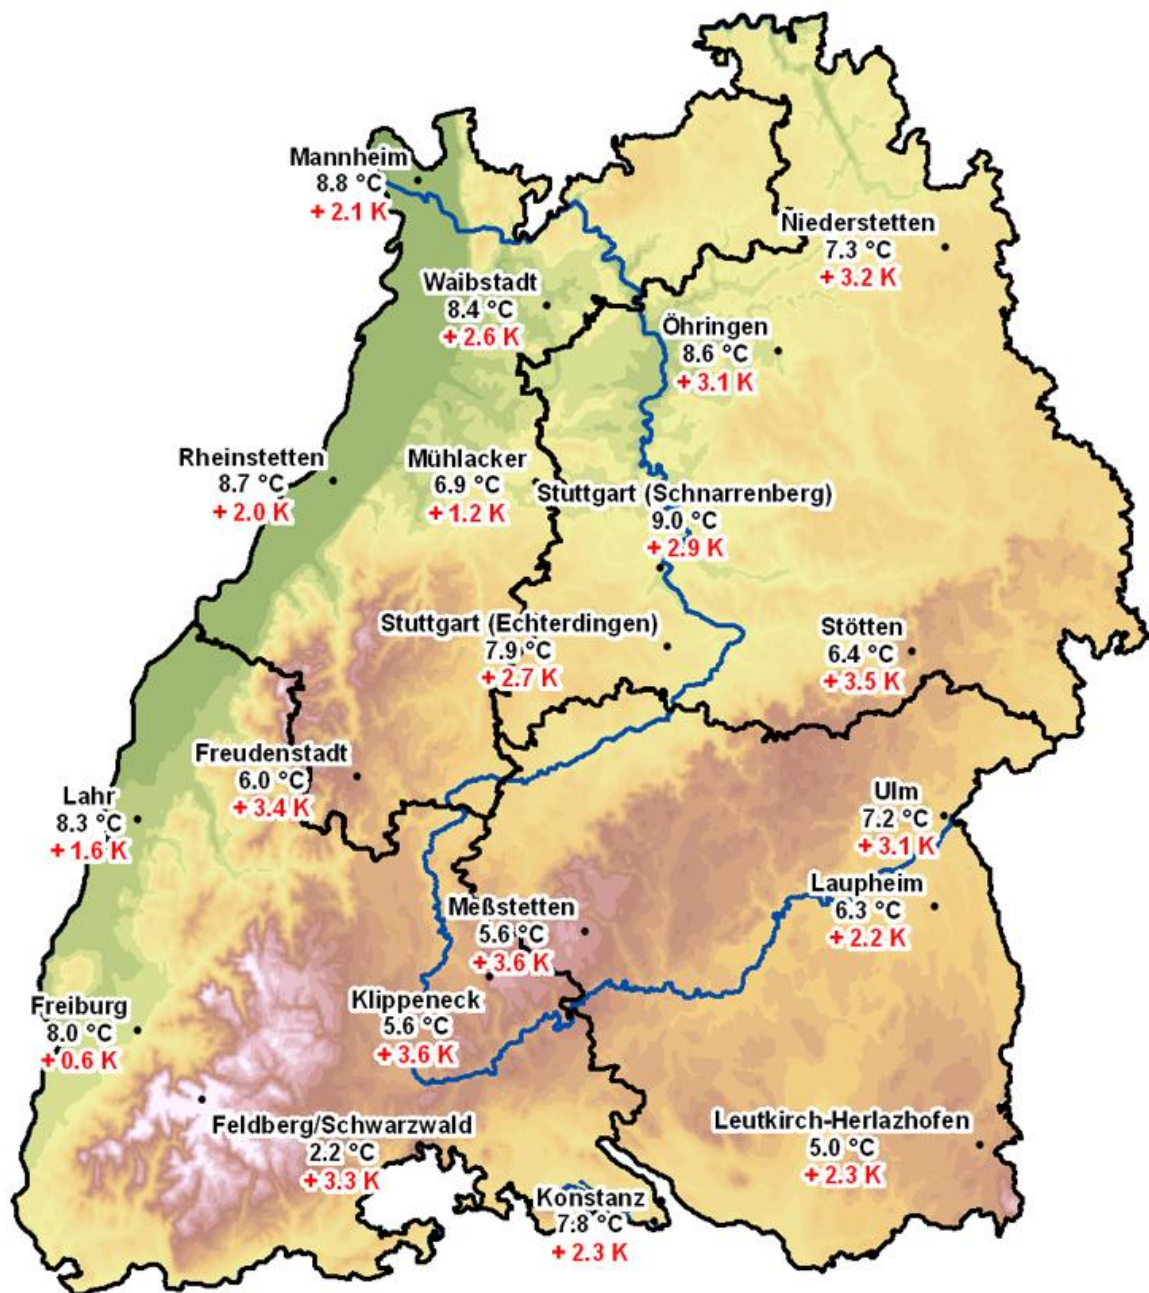 Mannheim
8.8 °C
+ 2.1 K
Niederstetten
7.3 °C
+ 3.2 K
Waibstadt
8.4 °C
+ 2.6 K
Öhringen
8.6 °C
+ 3.1 K
Rheinstetten
8.7 °C
+ 2.0 K
Mühlacker
6.9 °C
+ 1.2 K
Stuttgart (Schnarrenberg)
9.0 °C
+ 2.9 K
Stuttgart (Echterdingen)
7.9 °C
+ 2.7 K
Stötten
6.4 °C
+ 3.5 K
Freudenstadt
6.0 °C
+ 3.4 K
Lahr
8.3 °C
+ 1.6 K
Ulm
7.2 °C
+ 3.1 K
Laupheim
6.3 °C
+ 2.2 K
Meßstetten
5.6 °C
+ 3.6 K
Klippeneck
5.6 °C
+ 3.6 K
Freiburg
8.0 °C
+ 0.6 K
Feldberg/Schwarzwald
2.2 °C
+ 3.3 K
Leutkirch-Herlazhofen
5.0 °C
+ 2.3 K
Konstanz
7.8 °C
+ 2.3 K